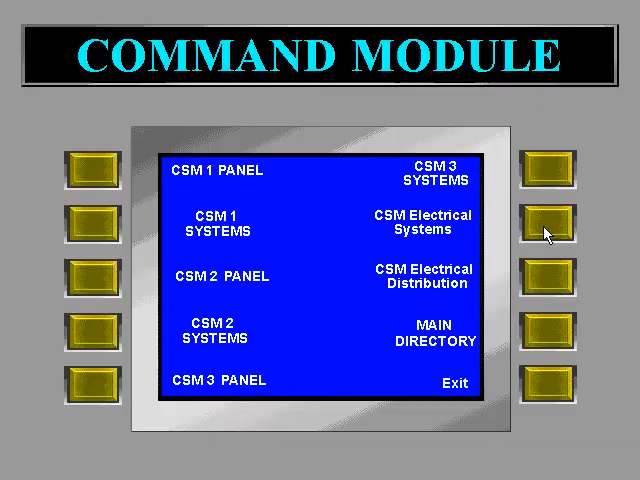 COMMAND MODULE
CSM 1 PANEL
CSM 1
SYSTEMS
CSM 2 PANEL
CSM 2
SYSTEMS
CSM 3 PANEL
CSM 3
SYSTEMS
CSM Electrical
Systems
CSM Electrical
Distribution
MAIN
DIRECTORY
Exit